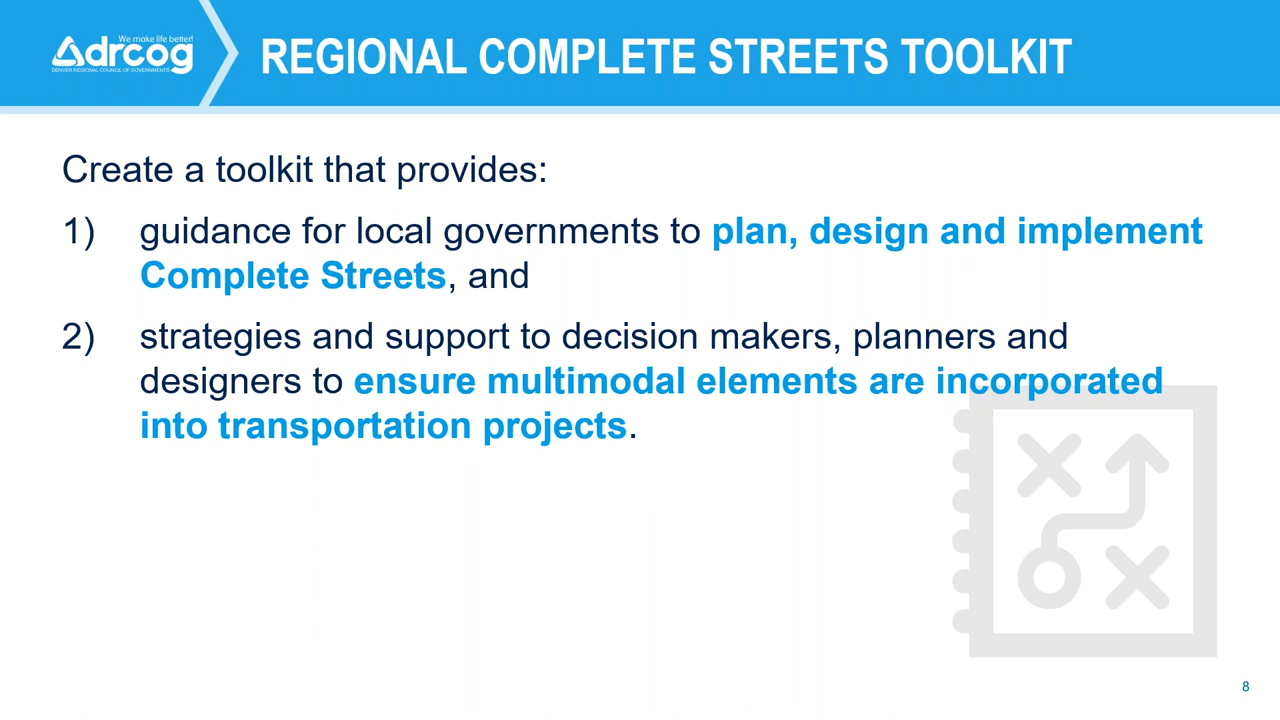 We make life better!
drcog
DENVER REGIONAL COUNCIL OF GOVERNMENTS
REGIONAL COMPLETE STREETS TOOLKIT
Create a toolkit that provides:
1) guidance for local governments to plan, design and implement
Complete Streets, and
2) strategies and support to decision makers, planners and
designers to ensure multimodal elements are incorporated
into transportation projects.
8